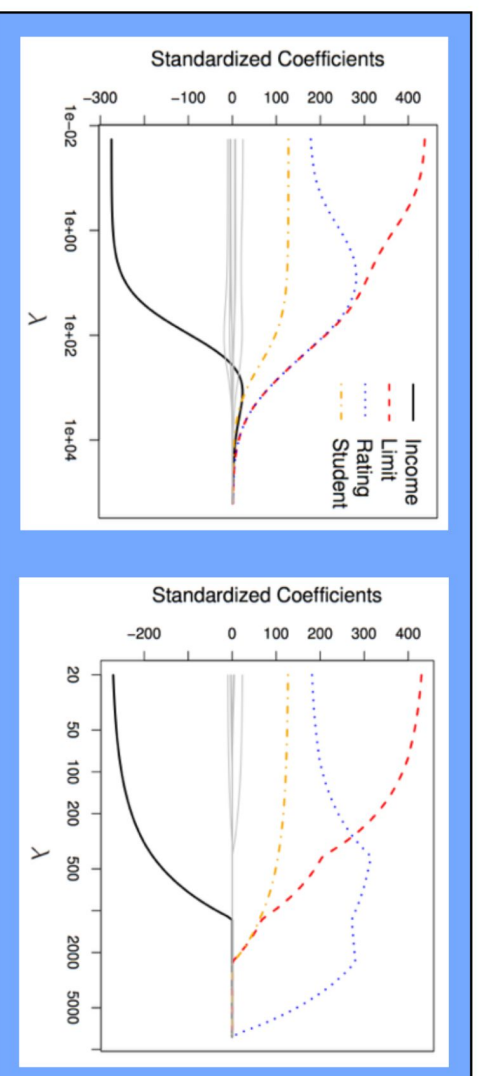 Standardized Coefficients
−300 −100 0 100 200 300 400
1e−02 1e+00 1e+02 1e+04
λ
Income
Limit
Rating
Student
Standardized Coefficients
−200 0 100 200 300 400
20 50 100 200 500 2000 5000
λ